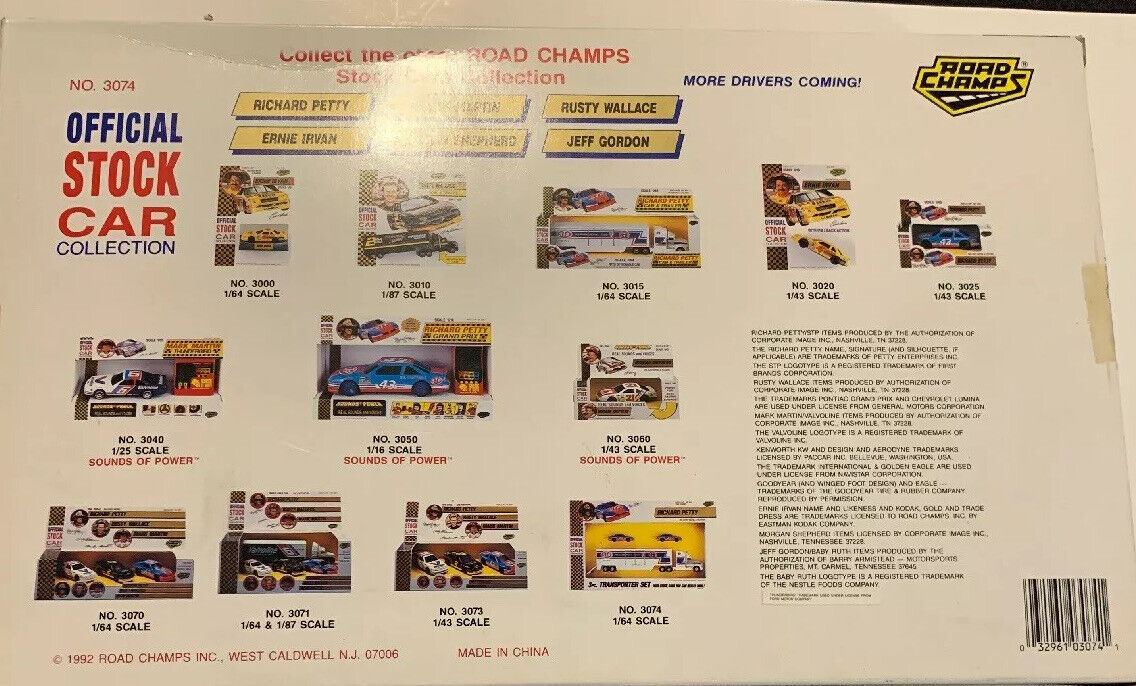 Collect the ROAD CHAMPS
Stock Collection
NO. 3074
MORE DRIVERS COMING!
ROAD CHAMPS®
OFFICIAL
STOCK
CAR
COLLECTION
RICHARD PETTY
RUSTY WALLACE
ERNIE IRVAN
SHEPHERD
JEFF GORDON
NO. 3000
1/64 SCALE
NO. 3010
1/87 SCALE
NO. 3015
1/64 SCALE
NO. 3020
1/43 SCALE
NO. 3025
1/43 SCALE
NO. 3040
1/25 SCALE
SOUNDS OF POWER™
NO. 3050
1/16 SCALE
SOUNDS OF POWER™
NO. 3060
1/43 SCALE
SOUNDS OF POWER™
NO. 3070
1/64 SCALE
NO. 3071
1/64 & 1/87 SCALE
NO. 3073
1/43 SCALE
NO. 3074
1/64 SCALE
RICHARD PETTY/STP ITEMS PRODUCED BY THE AUTHORIZATION OF
CORPORATE IMAGE INC., NASHVILLE, TN 37228.
THE RICHARD PETTY NAME, SIGNATURE (AND SILHOUETTE, IF
APPLICABLE) ARE TRADEMARKS OF PETTY ENTERPRISES INC.
THE STP LOGOTYPE IS A REGISTERED TRADEMARK OF FIRST
BRANDS CORPORATION.
RUSTY WALLACE ITEMS PRODUCED BY AUTHORIZATION OF
CORPORATE IMAGE INC., NASHVILLE, TN 37228.
THE TRADEMARKS PONTIAC GRAND PRIX AND CHEVROLET LUMINA
ARE USED UNDER LICENSE FROM GENERAL MOTORS CORPORATION
MARK MARTIN/VALVOLINE ITEMS PRODUCED BY AUTHORIZATION OF
CORPORATE IMAGE INC., NASHVILLE, TN 37228.
THE VALVOLINE LOGOTYPE IS A REGISTERED TRADEMARK OF
VALVOLINE INC.
KENWORTH KW AND DESIGN AND AERODYNE TRADEMARKS
LICENSED BY PACCAR INC. BELLEVUE, WASHINGTON, USA.
THE TRADEMARK INTERNATIONAL & GOLDEN EAGLE ARE USED
UNDER LICENSE FROM NAVISTAR CORPORATION.
GOODYEAR (AND WINGED FOOT DESIGN) AND EAGLE —
TRADEMARKS OF THE GOODYEAR TIRE & RUBBER COMPANY
REPRODUCED BY PERMISSION.
ERNIE IRVAN NAME AND LIKENESS AND KODAK, GOLD AND TRADE
DRESS ARE TRADEMARKS LICENSED TO ROAD CHAMPS, INC. BY
EASTMAN KODAK COMPANY.
MORGAN SHEPHERD ITEMS LICENSED BY CORPORATE IMAGE INC.,
NASHVILLE, TENNESSEE 37228.
JEFF GORDON/BABY RUTH ITEMS PRODUCED BY THE
AUTHORIZATION OF BARRY ARMISTEAD — MOTORSPORTS
PROPERTIES, MT. CARMEL, TENNESSEE 37645
THE BABY RUTH LOGOTYPE IS A REGISTERED TRADEMARK
OF THE NESTLE FOODS COMPANY.
© 1992 ROAD CHAMPS INC., WEST CALDWELL N.J. 07006
MADE IN CHINA
0 32961 03074 1